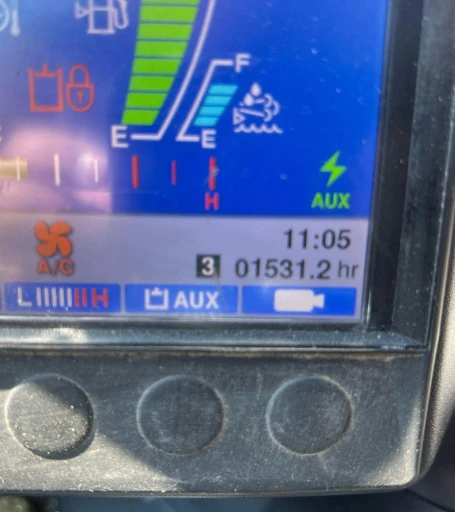 F
E E
H
AUX
11:05
A/C
3 01531.2 hr
L H AUX